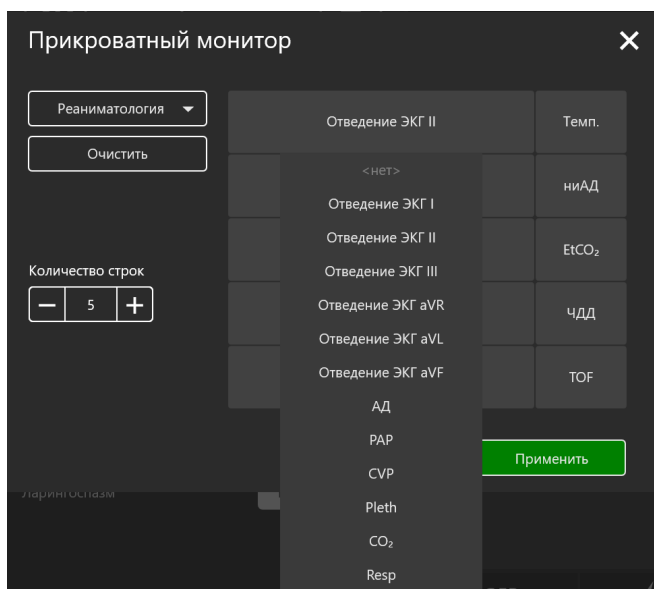 Прикроватный монитор
Реаниматология
Очистить
Количество строк
5
Отведение ЭКГ II
Темп.
ниАД
EtCO₂
ЧДД
TOF
<нет>
Отведение ЭКГ I
Отведение ЭКГ II
Отведение ЭКГ III
Отведение ЭКГ aVR
Отведение ЭКГ aVL
Отведение ЭКГ aVF
АД
PAP
CVP
Pleth
CO₂
Resp
Применить
Ларингоспазм